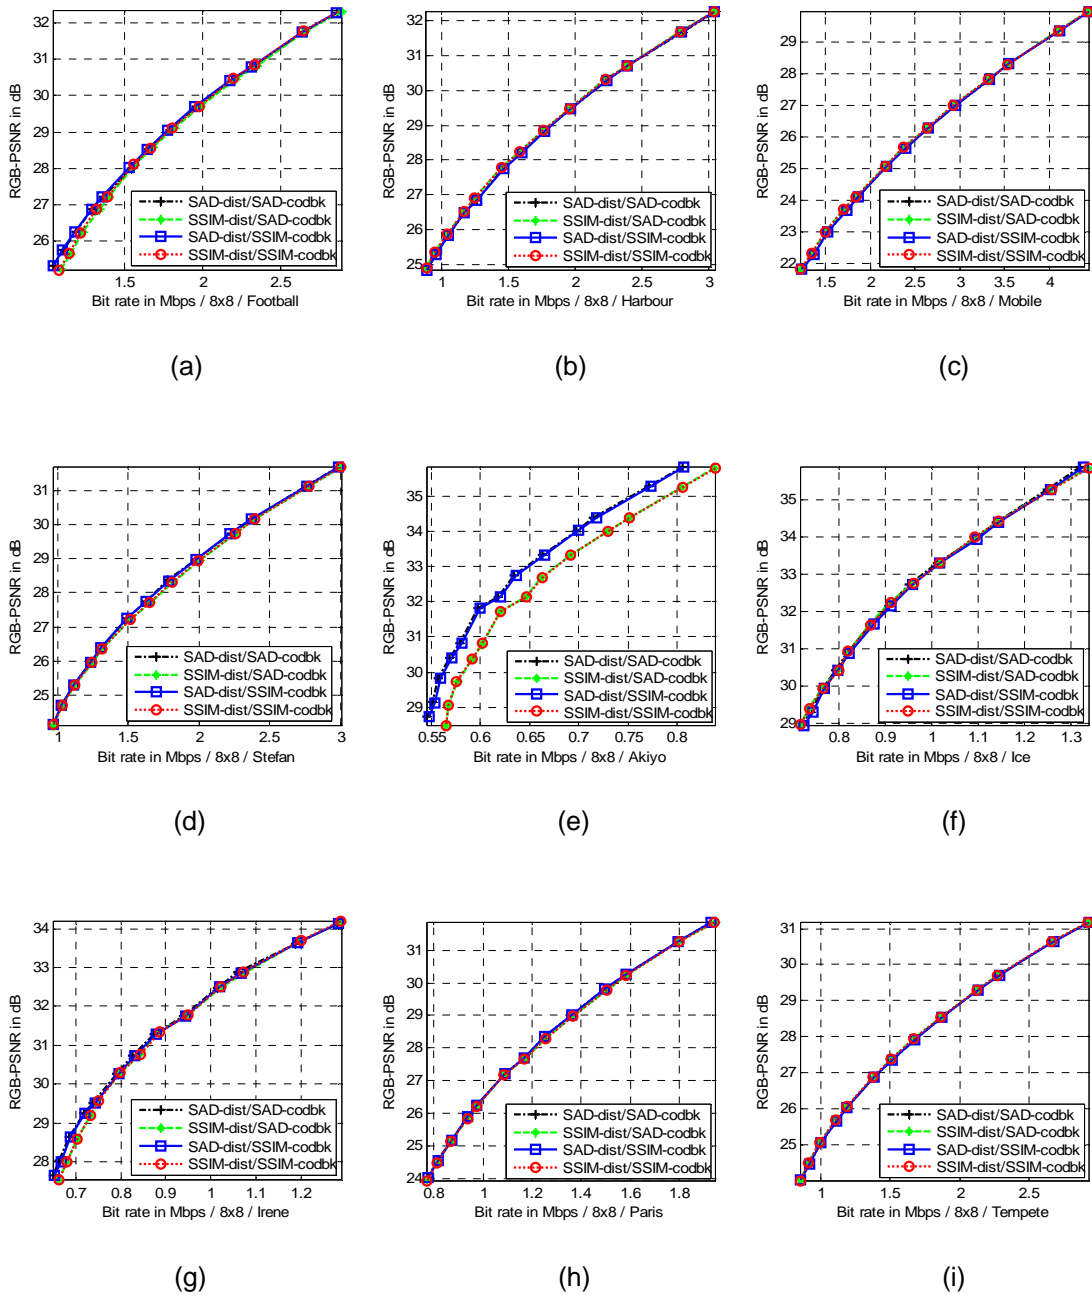 32
31
30
29
28
27
26
1.5
2
2.5
RGB-PSNR in dB
Bit rate in Mbps / 8x8 / Football
SAD-dist/SAD-codbk
SSIM-dist/SAD-codbk
SAD-dist/SSIM-codbk
SSIM-dist/SSIM-codbk
(a)
32
31
30
29
28
27
26
25
1
1.5
2
2.5
3
RGB-PSNR in dB
Bit rate in Mbps / 8x8 / Harbour
SAD-dist/SAD-codbk
SSIM-dist/SAD-codbk
SAD-dist/SSIM-codbk
SSIM-dist/SSIM-codbk
(b)
29
28
27
26
25
24
23
22
1.5
2
2.5
3
3.5
4
RGB-PSNR in dB
Bit rate in Mbps / 8x8 / Mobile
SAD-dist/SAD-codbk
SSIM-dist/SAD-codbk
SAD-dist/SSIM-codbk
SSIM-dist/SSIM-codbk
(c)
31
30
29
28
27
26
25
1
1.5
2
2.5
3
RGB-PSNR in dB
Bit rate in Mbps / 8x8 / Stefan
SAD-dist/SAD-codbk
SSIM-dist/SAD-codbk
SAD-dist/SSIM-codbk
SSIM-dist/SSIM-codbk
(d)
35
34
33
32
31
30
29
0.55
0.6
0.65
0.7
0.75
0.8
RGB-PSNR in dB
Bit rate in Mbps / 8x8 / Akiyo
SAD-dist/SAD-codbk
SSIM-dist/SAD-codbk
SAD-dist/SSIM-codbk
SSIM-dist/SSIM-codbk
(e)
35
34
33
32
31
30
29
0.8
0.9
1
1.1
1.2
1.3
RGB-PSNR in dB
Bit rate in Mbps / 8x8 / Ice
SAD-dist/SAD-codbk
SSIM-dist/SAD-codbk
SAD-dist/SSIM-codbk
SSIM-dist/SSIM-codbk
(f)
34
33
32
31
30
29
28
0.7
0.8
0.9
1
1.1
1.2
RGB-PSNR in dB
Bit rate in Mbps / 8x8 / Irene
SAD-dist/SAD-codbk
SSIM-dist/SAD-codbk
SAD-dist/SSIM-codbk
SSIM-dist/SSIM-codbk
(g)
31
30
29
28
27
26
25
24
0.8
1
1.2
1.4
1.6
1.8
RGB-PSNR in dB
Bit rate in Mbps / 8x8 / Paris
SAD-dist/SAD-codbk
SSIM-dist/SAD-codbk
SAD-dist/SSIM-codbk
SSIM-dist/SSIM-codbk
(h)
31
30
29
28
27
26
25
1
1.5
2
2.5
RGB-PSNR in dB
Bit rate in Mbps / 8x8 / Tempete
SAD-dist/SAD-codbk
SSIM-dist/SAD-codbk
SAD-dist/SSIM-codbk
SSIM-dist/SSIM-codbk
(i)